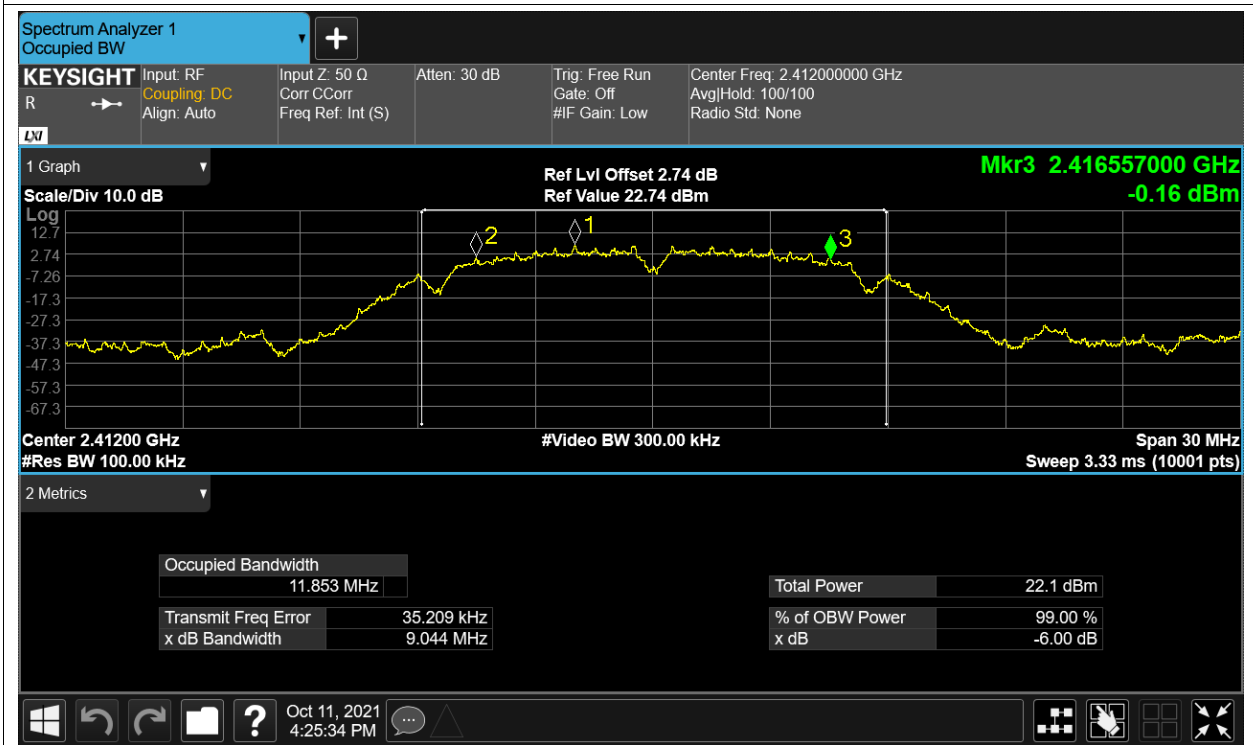 Spectrum Analyzer 1
Occupied BW
KEYSIGHT
R
LXI
Input: RF
Coupling: DC
Align: Auto
Input Z: 50 Ω
Corr CCorr
Freq Ref: Int (S)
Atten: 30 dB
Trig: Free Run
Gate: Off
#IF Gain: Low
Center Freq: 2.412000000 GHz
Avg|Hold: 100/100
Radio Std: None
1 Graph
Scale/Div 10.0 dB
Ref Lvl Offset 2.74 dB
Ref Value 22.74 dBm
Mkr3 2.416557000 GHz
-0.16 dBm
Log
12.7
2.74
-7.26
-17.3
-27.3
-37.3
-47.3
-57.3
-67.3
2
1
3
Center 2.41200 GHz
#Res BW 100.00 kHz
#Video BW 300.00 kHz
Span 30 MHz
Sweep 3.33 ms (10001 pts)
2 Metrics
Occupied Bandwidth
11.853 MHz
Transmit Freq Error 35.209 kHz
x dB Bandwidth 9.044 MHz
Total Power 22.1 dBm
% of OBW Power 99.00 %
x dB -6.00 dB
?
Oct 11, 2021
4:25:34 PM